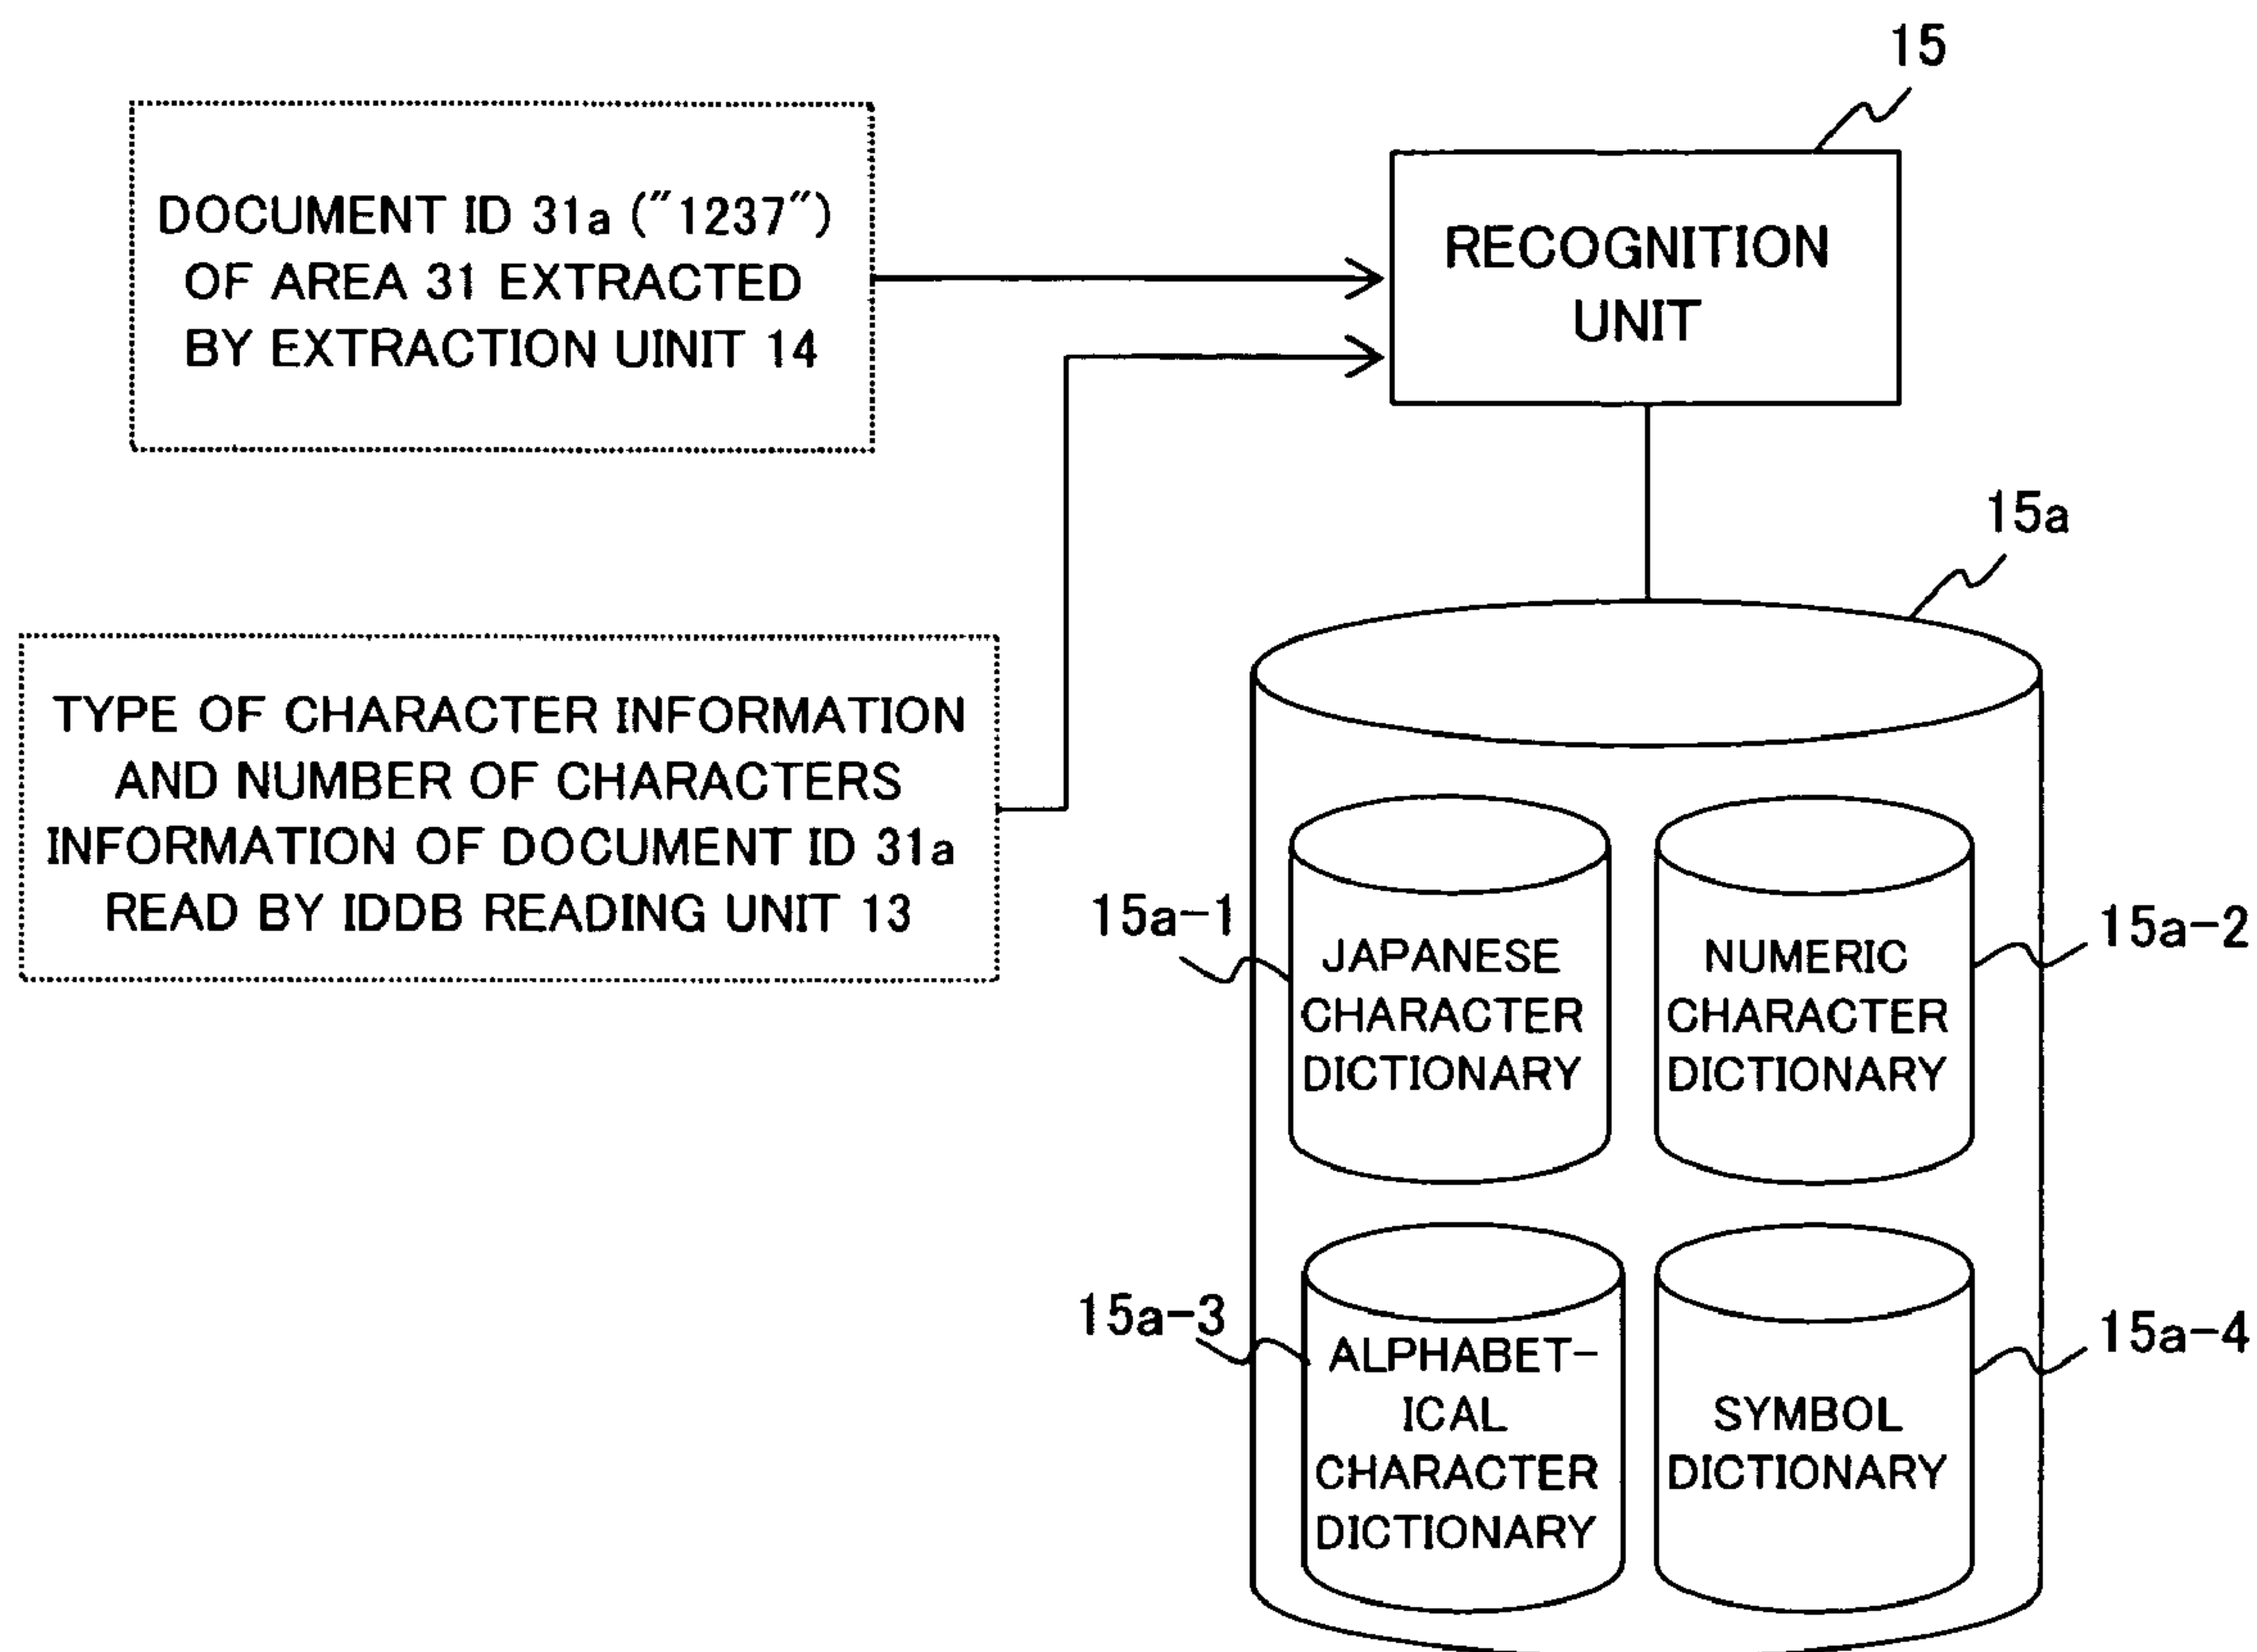 15
DOCUMENT ID 31a ("1237")
OF AREA 31 EXTRACTED
BY EXTRACTION UINIT 14
RECOGNITION
UNIT
15a
TYPE OF CHARACTER INFORMATION
AND NUMBER OF CHARACTERS
INFORMATION OF DOCUMENT ID 31a
READ BY IDDB READING UNIT 13
15a-1
JAPANESE
CHARACTER
DICTIONARY
NUMERIC
CHARACTER
DICTIONARY
15a-2
15a-3
ALPHABET-
ICAL
CHARACTER
DICTIONARY
SYMBOL
DICTIONARY
15a-4